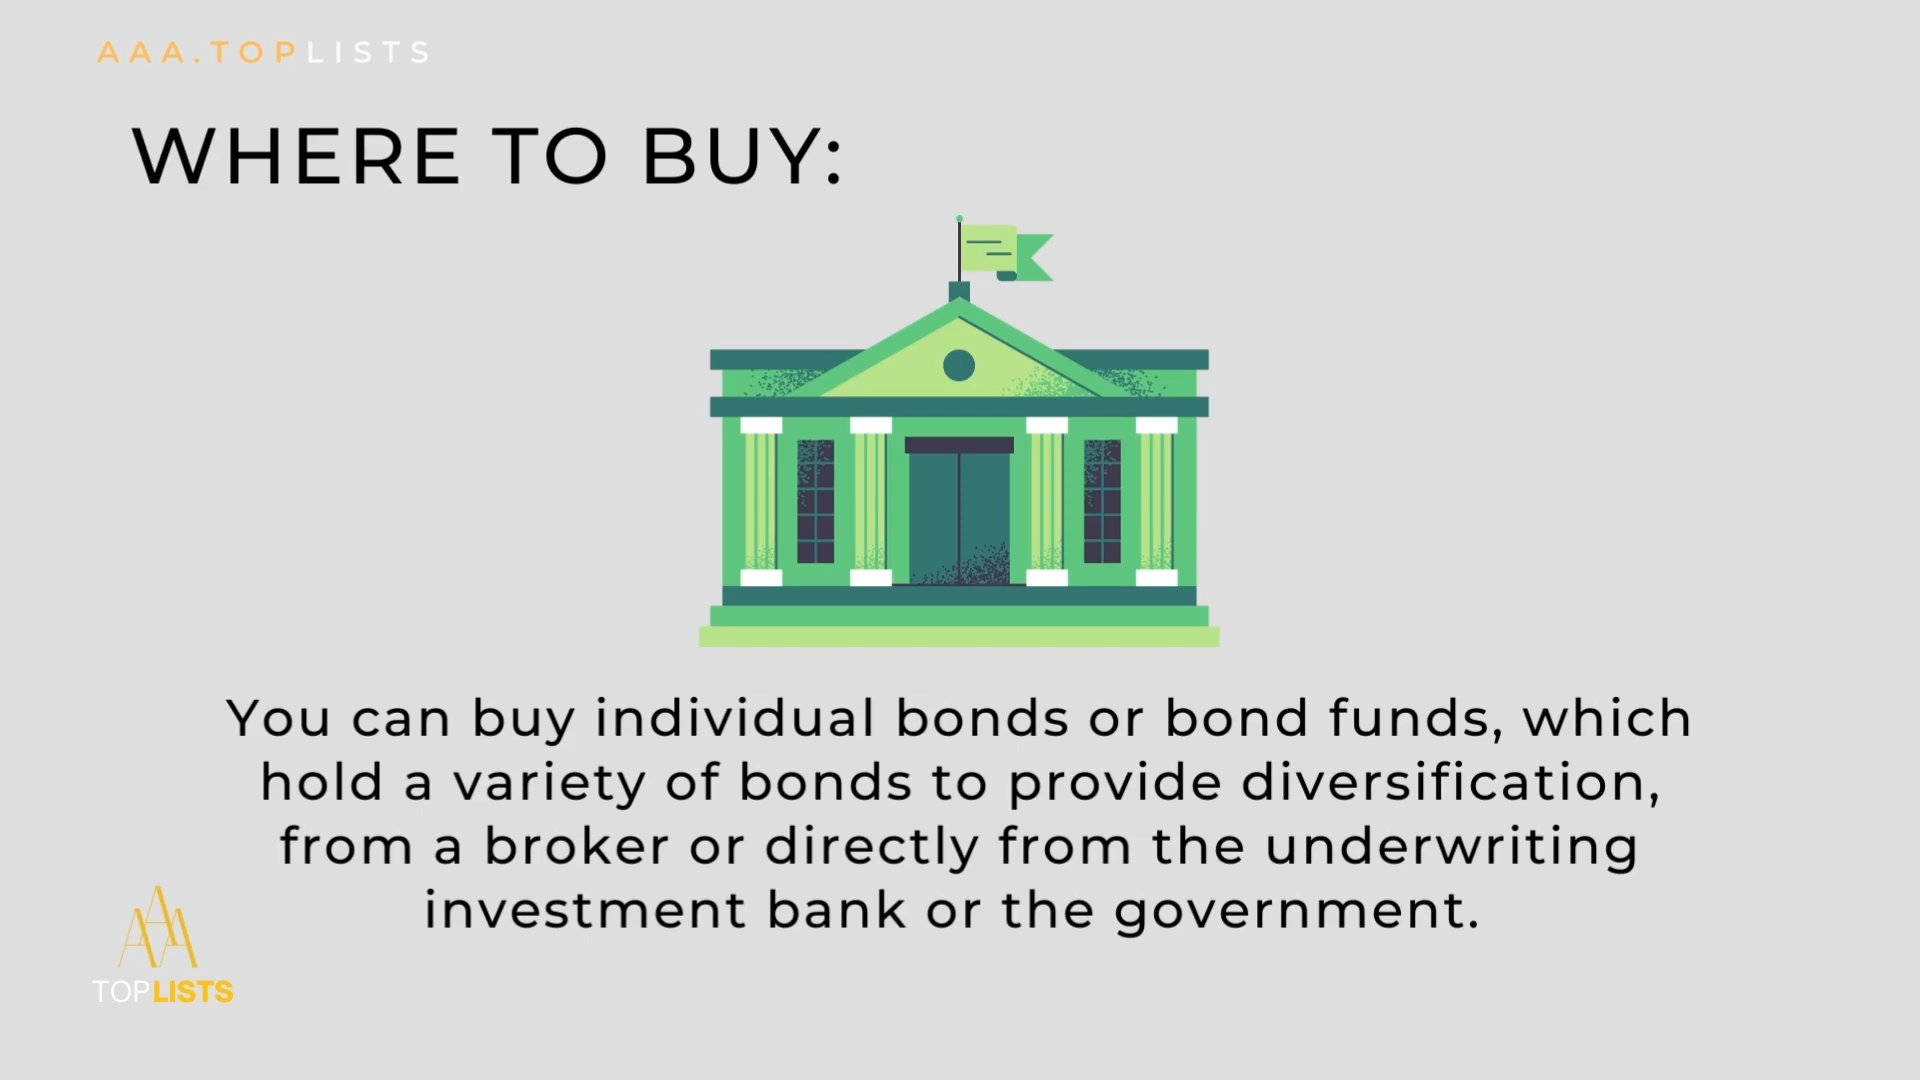 AAA.TOPLISTS
WHERE TO BUY:
You can buy individual bonds or bond funds, which
hold a variety of bonds to provide diversification,
from a broker or directly from the underwriting
investment bank or the government.
AAA
TOPLISTS